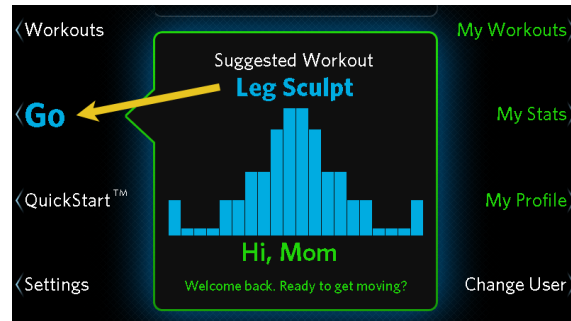 Workouts
Go
QuickStart™
Settings
Suggested Workout
Leg Sculpt
Hi, Mom
Welcome back. Ready to get moving?
My Workouts
My Stats
My Profile
Change User